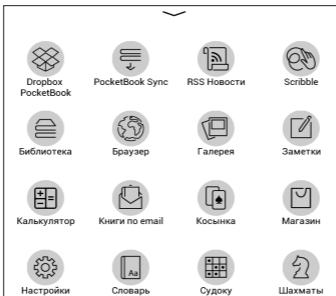 Dropbox PocketBook Sync RSS Новости Scribble
PocketBook
Библиотека Браузер Галерея Заметки
Калькулятор Книги по email Косынка Магазин
Aa
Настройки Словарь Судоку Шахматы